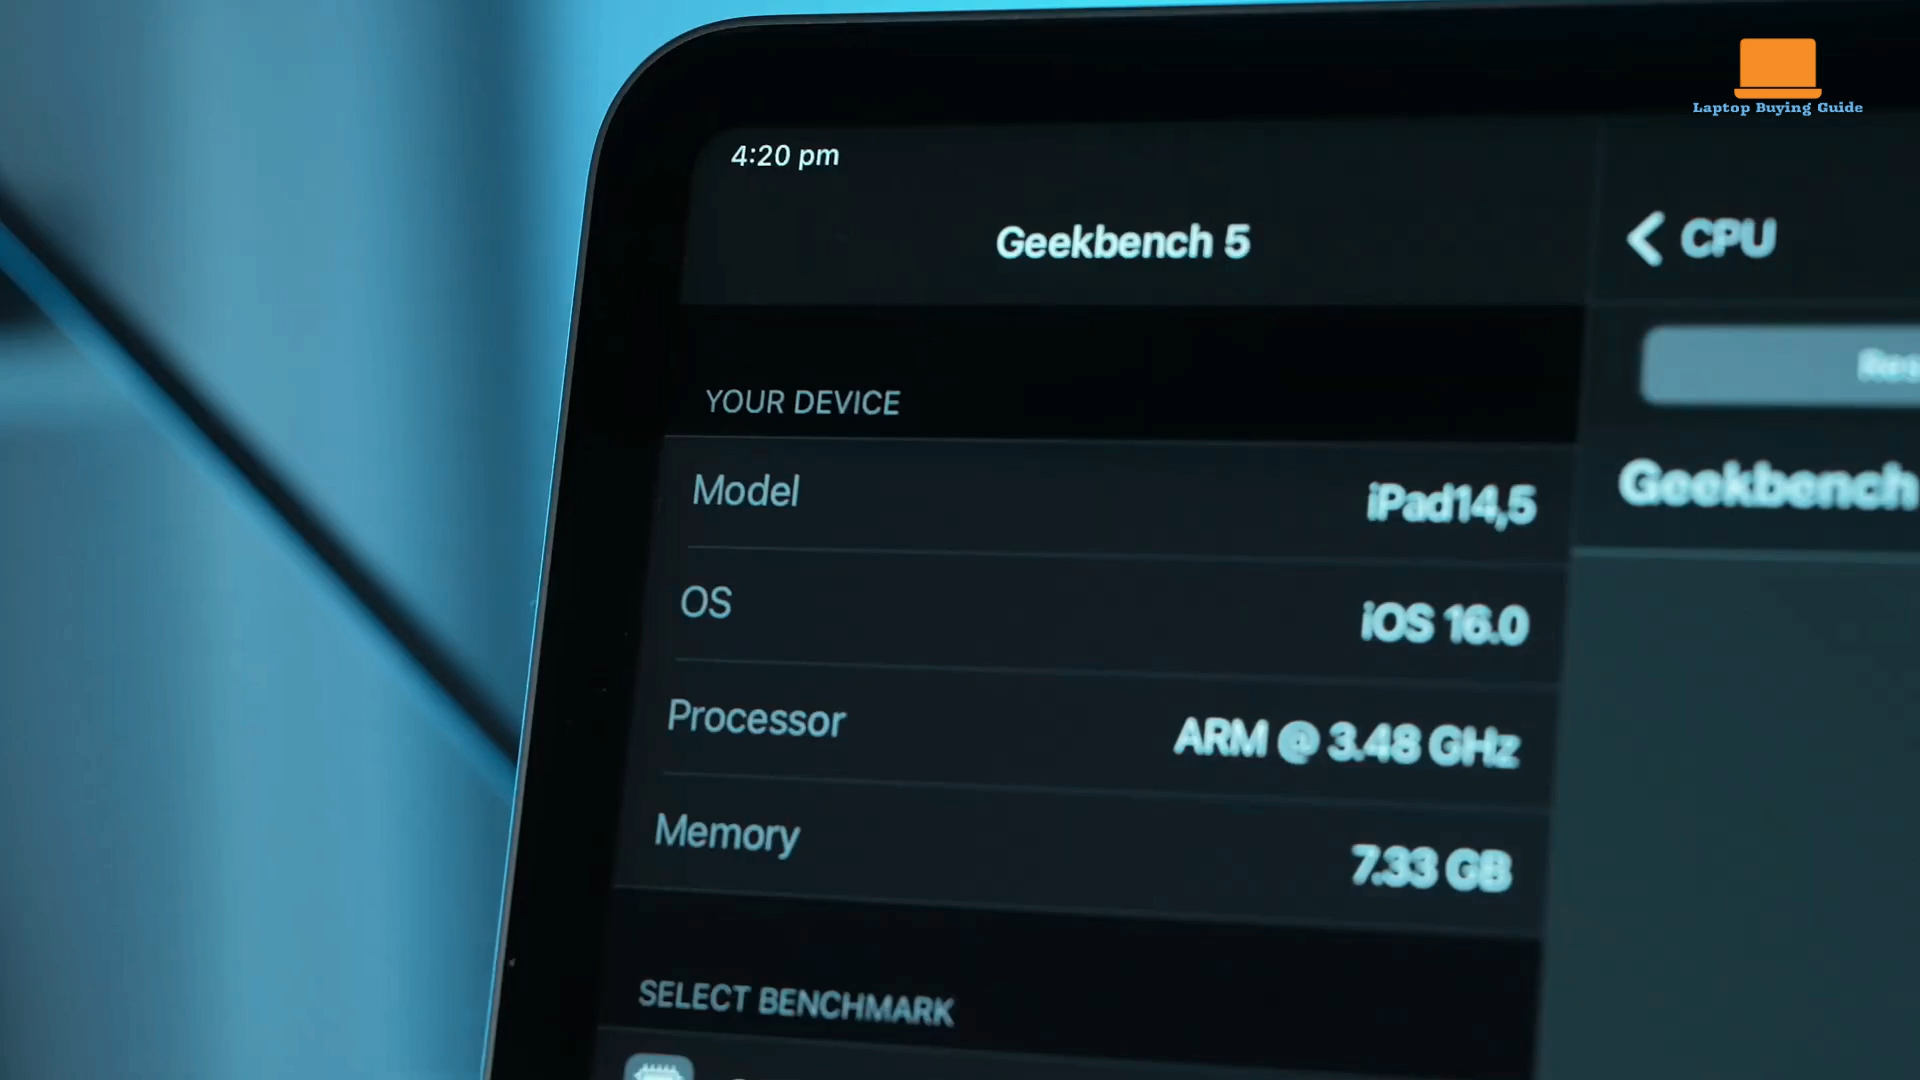 Laptop Buying Guide
4:20 pm
Geekbench 5
CPU
YOUR DEVICE
Model iPad14,5
Geekbench
OS iOS 16.0
Processor ARM @ 3.48 GHz
Memory 7.33 GB
SELECT BENCHMARK